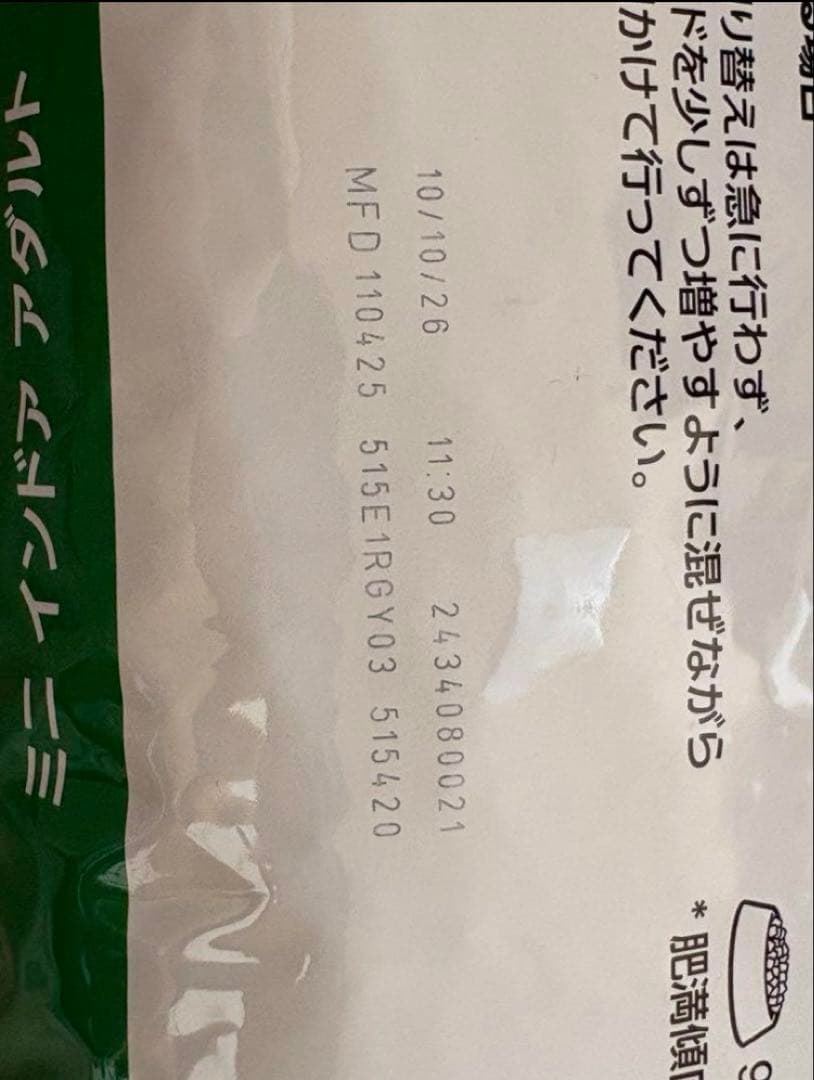 り替えは急に行わず、
ドを少しずつ増やすように混ぜながら
かけて行ってください。
* 肥満傾
10/10/26 11:30 2434080021
MFD110425 515E1RGY03 515420
ミニ インドア アダルト